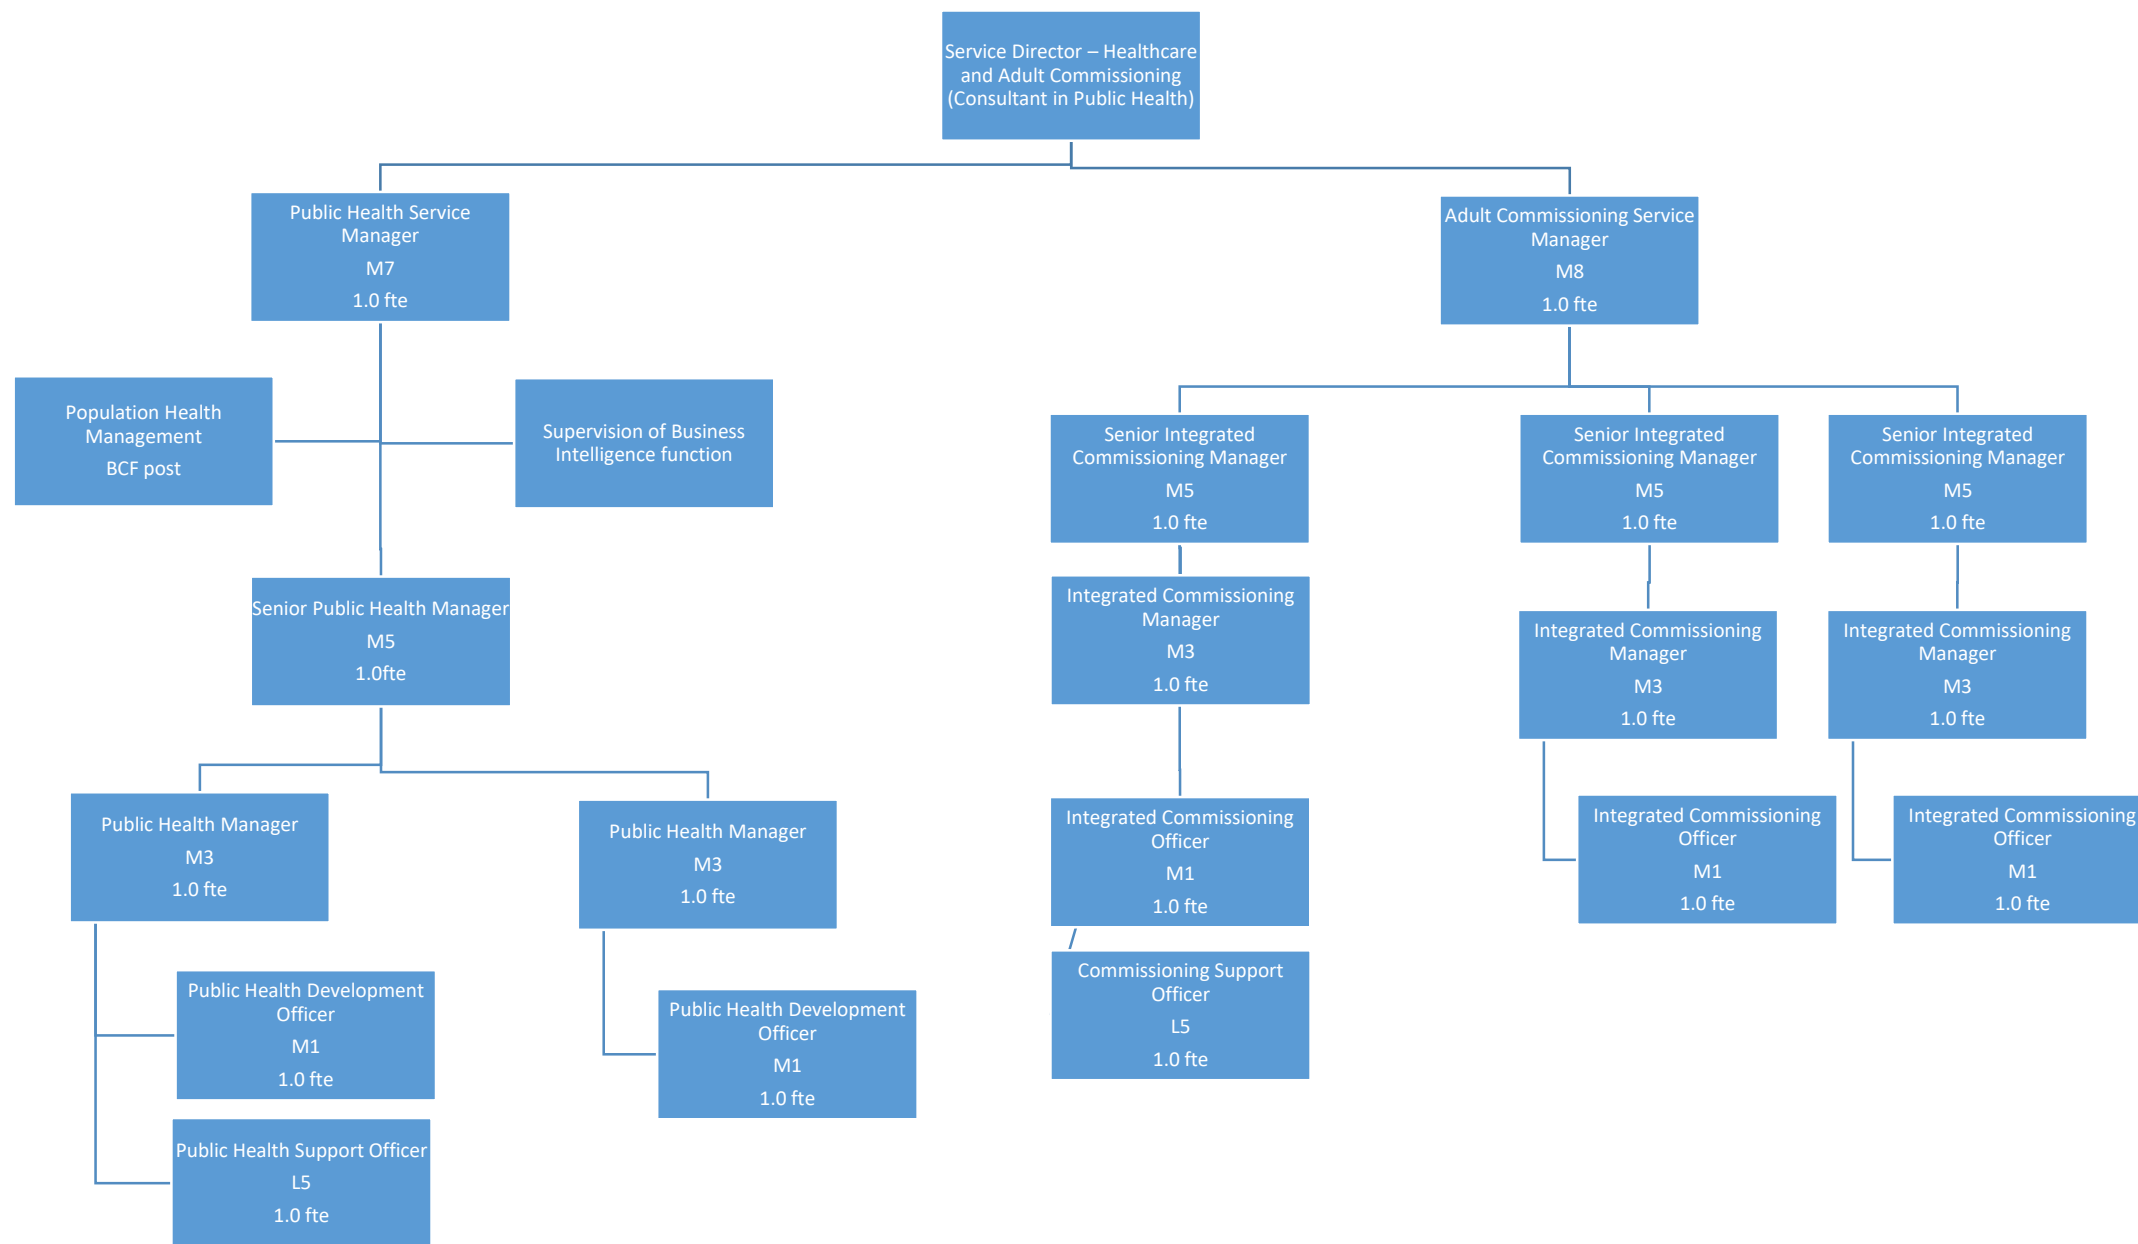 Service Director – Healthcare
and Adult Commissioning
(Consultant in Public Health)
Public Health Service
Manager
M7
1.0 fte
Adult Commissioning Service
Manager
M8
1.0 fte
Population Health
Management
BCF post
Supervision of Business
Intelligence function
Senior Integrated
Commissioning Manager
M5
1.0 fte
Senior Integrated
Commissioning Manager
M5
1.0 fte
Senior Integrated
Commissioning Manager
M5
1.0 fte
Senior Public Health Manager
M5
1.0fte
Integrated Commissioning
Manager
M3
1.0 fte
Integrated Commissioning
Manager
M3
1.0 fte
Integrated Commissioning
Manager
M3
1.0 fte
Public Health Manager
M3
1.0 fte
Public Health Manager
M3
1.0 fte
Integrated Commissioning
Officer
M1
1.0 fte
Integrated Commissioning
Officer
M1
1.0 fte
Integrated Commissioning
Officer
M1
1.0 fte
Public Health Development
Officer
M1
1.0 fte
Public Health Development
Officer
M1
1.0 fte
Commissioning Support
Officer
L5
1.0 fte
Public Health Support Officer
L5
1.0 fte